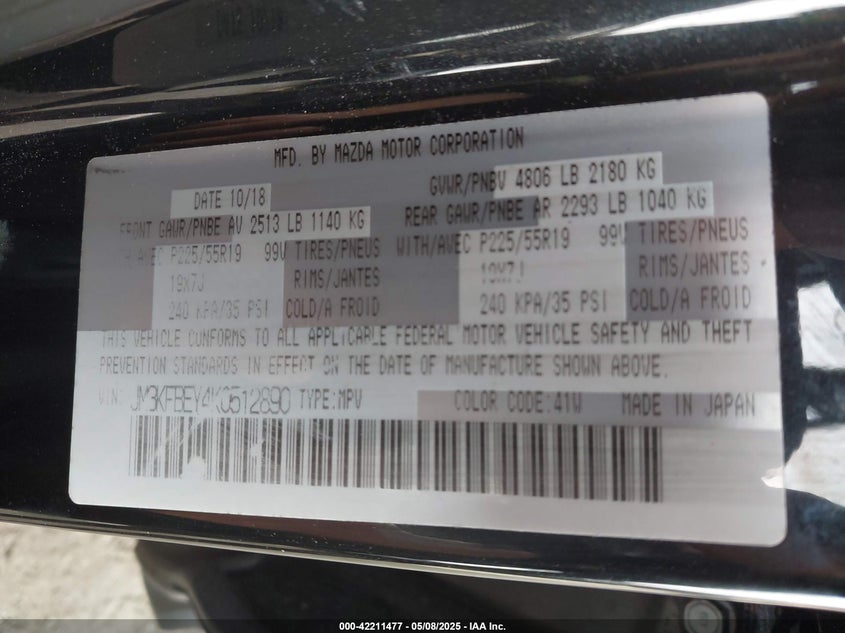 MFD. BY MAZDA MOTOR CORPORATION
DATE 10/18 GVWR/PNBV 4806 LB 2180 KG
FRONT GAWR/PNBE AV 2513 LB 1140 KG REAR GAWR/PNBE AR 2293 LB 1040 KG
WITH/AVEC P225/55R19 99V TIRES/PNEUS WITH/AVEC P225/55R19 99V TIRES/PNEUS
19X7J RIMS/JANTES 19X7J RIMS/JANTES
240 KPA/35 PSI COLD/A FROID 240 KPA/35 PSI COLD/A FROID
THIS VEHICLE CONFORMS TO ALL APPLICABLE FEDERAL MOTOR VEHICLE SAFETY AND THEFT
PREVENTION STANDARDS IN EFFECT ON THE DATE OF MANUFACTURE SHOWN ABOVE.
VIN: JM3KFBEY4K0512890 TYPE:MPV COLOR CODE:41W MADE IN JAPAN
000-42211477 - 05/08/2025 - IAA Inc.